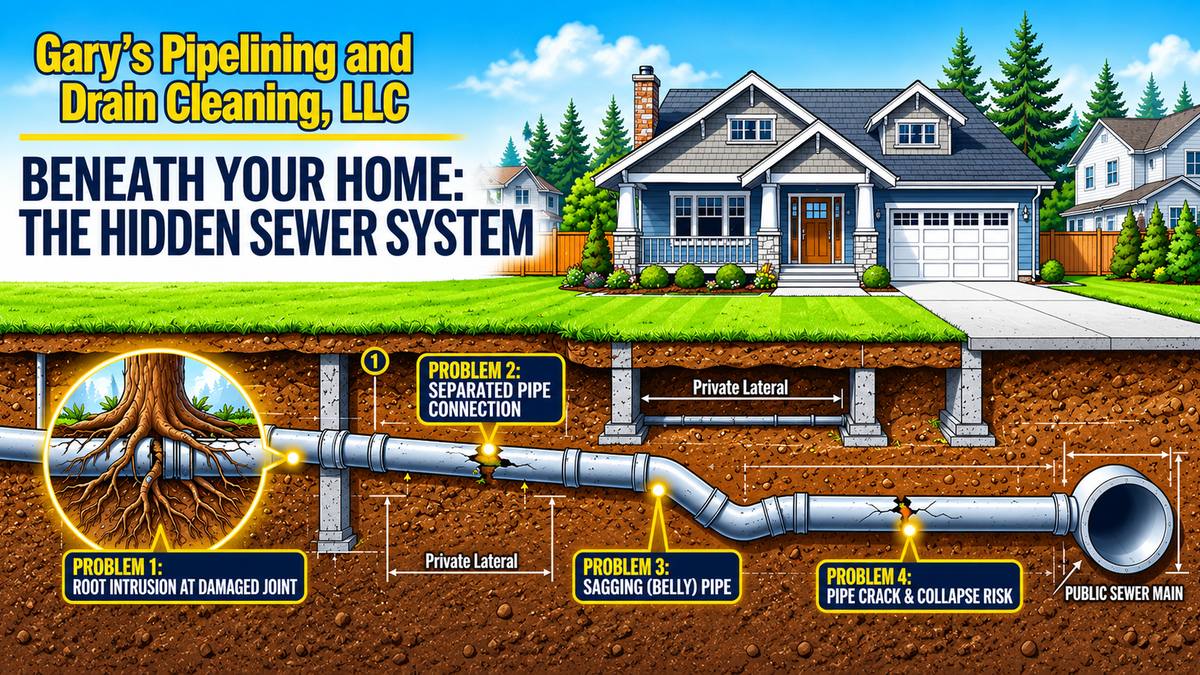 Gary's Pipelining and
Drain Cleaning, LLC
BENEATH YOUR HOME:
THE HIDDEN SEWER SYSTEM
1
PROBLEM 2:
SEPARATED PIPE
CONNECTION
Private Lateral
PROBLEM 1:
ROOT INTRUSION AT DAMAGED JOINT
Private Lateral
PROBLEM 3:
SAGGING (BELLY) PIPE
PROBLEM 4:
PIPE CRACK & COLLAPSE RISK
PUBLIC SEWER MAIN